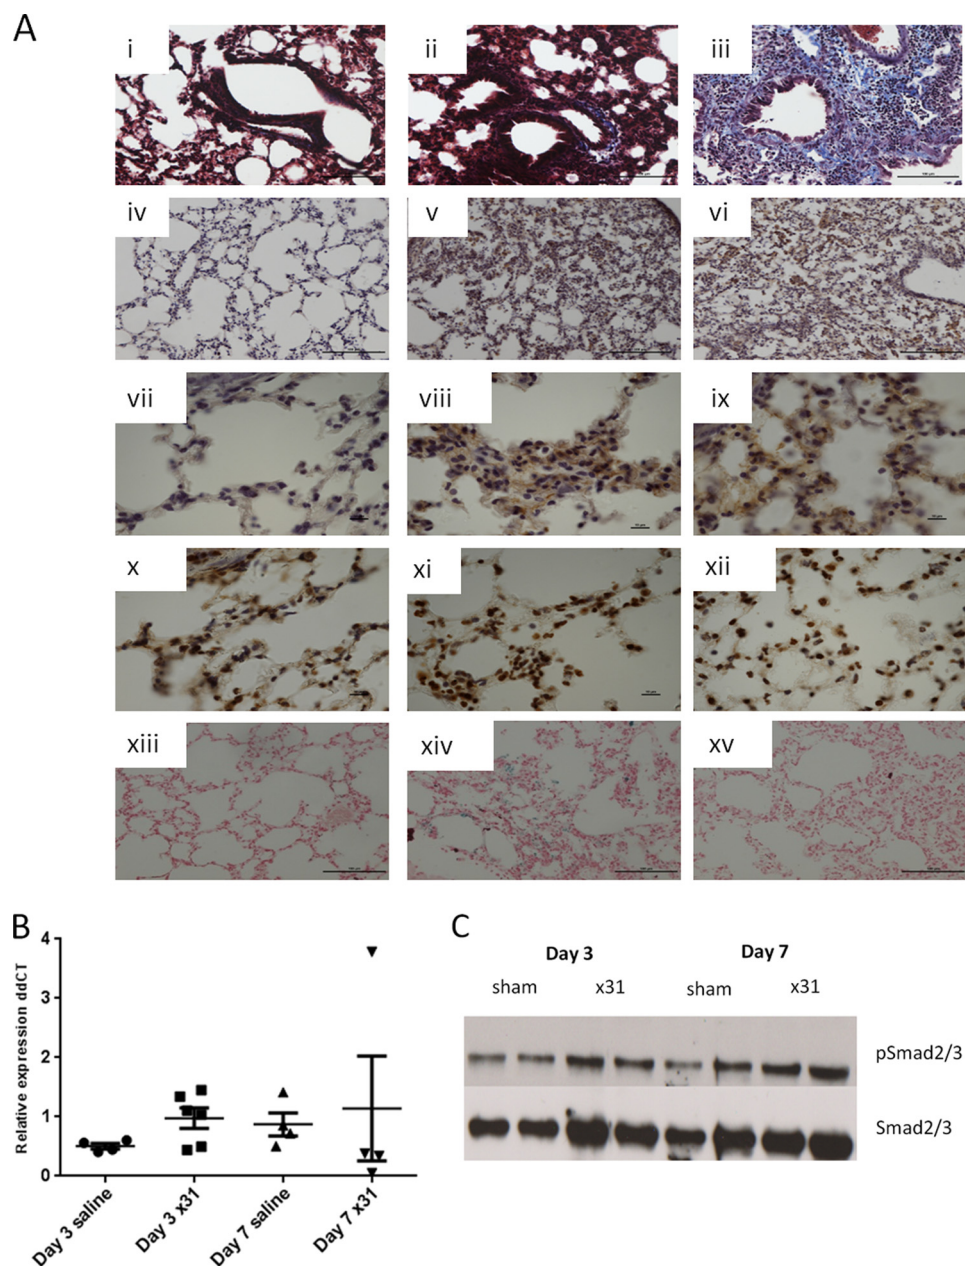 A
i
ii
iii
iv
v
vi
vii
viii
ix
x
xi
xii
xiii
xiv
xv
B
Relative expression ddCT
4
3
2
1
0
Day 3 saline
Day 3 x31
Day 7 saline
Day 7 x31
C
Day 3 Day 7
sham x31 sham x31
pSmad2/3
Smad2/3